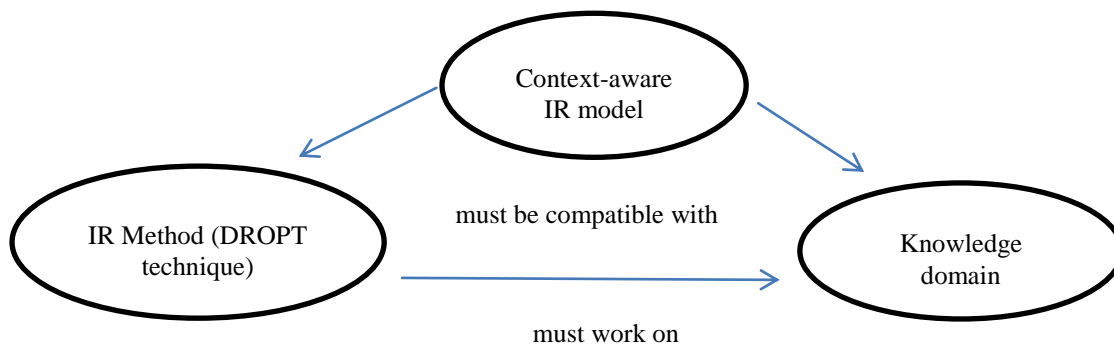 Context-aware
IR model
must be compatible with
IR Method (DROPT
technique)
Knowledge
domain
must work on